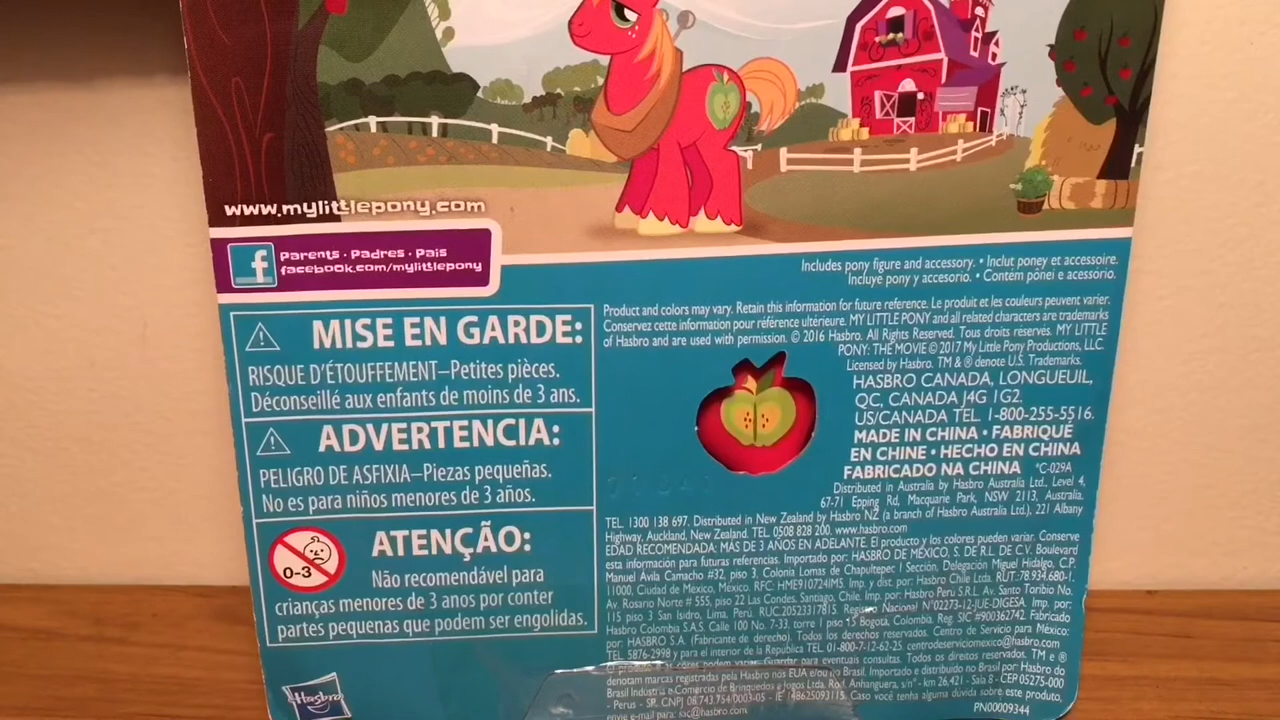 www.mylittlepony.com
f
Parents · Padres · Pais
facebook.com/mylittlepony
Includes pony figure and accessory. • Inclut poney et accessoire.
Incluye pony y accesorio. • Contém pônei e acessório.
MISE EN GARDE:
RISQUE D'ÉTOUFFEMENT–Petites pièces.
Déconseillé aux enfants de moins de 3 ans.
ADVERTENCIA:
PELIGRO DE ASFIXIA–Piezas pequeñas.
No es para niños menores de 3 años.
0-3
ATENÇÃO:
Não recomendável para
crianças menores de 3 anos por conter
partes pequenas que podem ser engolidas.
Hasbro
Product and colors may vary. Retain this information for future reference. Le produit et les couleurs peuvent varier.
Conservez cette information pour référence ultérieure. MY LITTLE PONY and all related characters are trademarks
of Hasbro and are used with permission. © 2016 Hasbro. All Rights Reserved. Tous droits réservés. MY LITTLE
PONY: THE MOVIE © 2017 My Little Pony Productions, LLC.
Licensed by Hasbro. TM & ® denote U.S. Trademarks.
HASBRO CANADA, LONGUEUIL,
QC, CANADA J4G 1G2.
US/CANADA TEL. 1-800-255-5516.
MADE IN CHINA • FABRIQUÉ
EN CHINE • HECHO EN CHINA
FABRICADO NA CHINA *C-029A
Distributed in Australia by Hasbro Australia Ltd., Level 4,
67-71 Epping Rd, Macquarie Park, NSW 2113, Australia.
TEL. 1300 138 697. Distributed in New Zealand by Hasbro NZ (a branch of Hasbro Australia Ltd.), 221 Albany
Highway, Auckland, New Zealand. TEL. 0508 828 200. www.hasbro.com
EDAD RECOMENDADA: MÁS DE 3 AÑOS EN ADELANTE. El producto y los colores pueden variar. Conserve
esta información para futuras referencias. Importado por: HASBRO DE MÉXICO, S. DE R.L. DE C.V. Boulevard
Manuel Ávila Camacho #32, piso 3, Colonia Lomas de Chapultepec I Sección, Delegación Miguel Hidalgo, C.P.
11000, Ciudad de México, México. RFC: HME910724IM5. Imp. y dist. por: Hasbro Chile Ltda. RUT.:78.934.680-1.
Av. Rosario Norte # 555, piso 22 Las Condes, Santiago, Chile. Imp. por: Hasbro Peru S.R.L. Av. Santo Toribio No.
115 piso 3 San Isidro, Lima, Perú. RUC:20523317815. Registro Nacional N°02273-12-JUE-DIGESA. Imp. por:
Hasbro Colombia S.A.S. Calle 100 No. 7-33, torre 1 piso 15 Bogotá, Colombia. Reg. SIC #900362742. Fabricado
por: HASBRO S.A. (Fabricante de derecho). Todos los derechos reservados. Centro de Servicio para México:
TEL. 5876-2998 y para el interior de la República TEL. 01-800-7-12-62-25. centrodeserviciomexico@hasbro.com
O produto e as cores podem variar. Guardar para eventuais consultas. Todos os direitos reservados. TM e ®
denotam marcas registradas pela Hasbro nos EUA e/ou no Brasil. Importado e distribuído no Brasil por: Hasbro do
Brasil Indústria e Comércio de Brinquedos e Jogos Ltda. Rod. Anhanguera, s/n° - km 26,421 - Sala 8 - CEP 05275-000
- Perus - SP. CNPJ 08.743.754/0003-05 - IE 148625093115. Caso você tenha alguma dúvida sobre este produto,
envie e-mail para: sac@hasbro.com
PN00009344